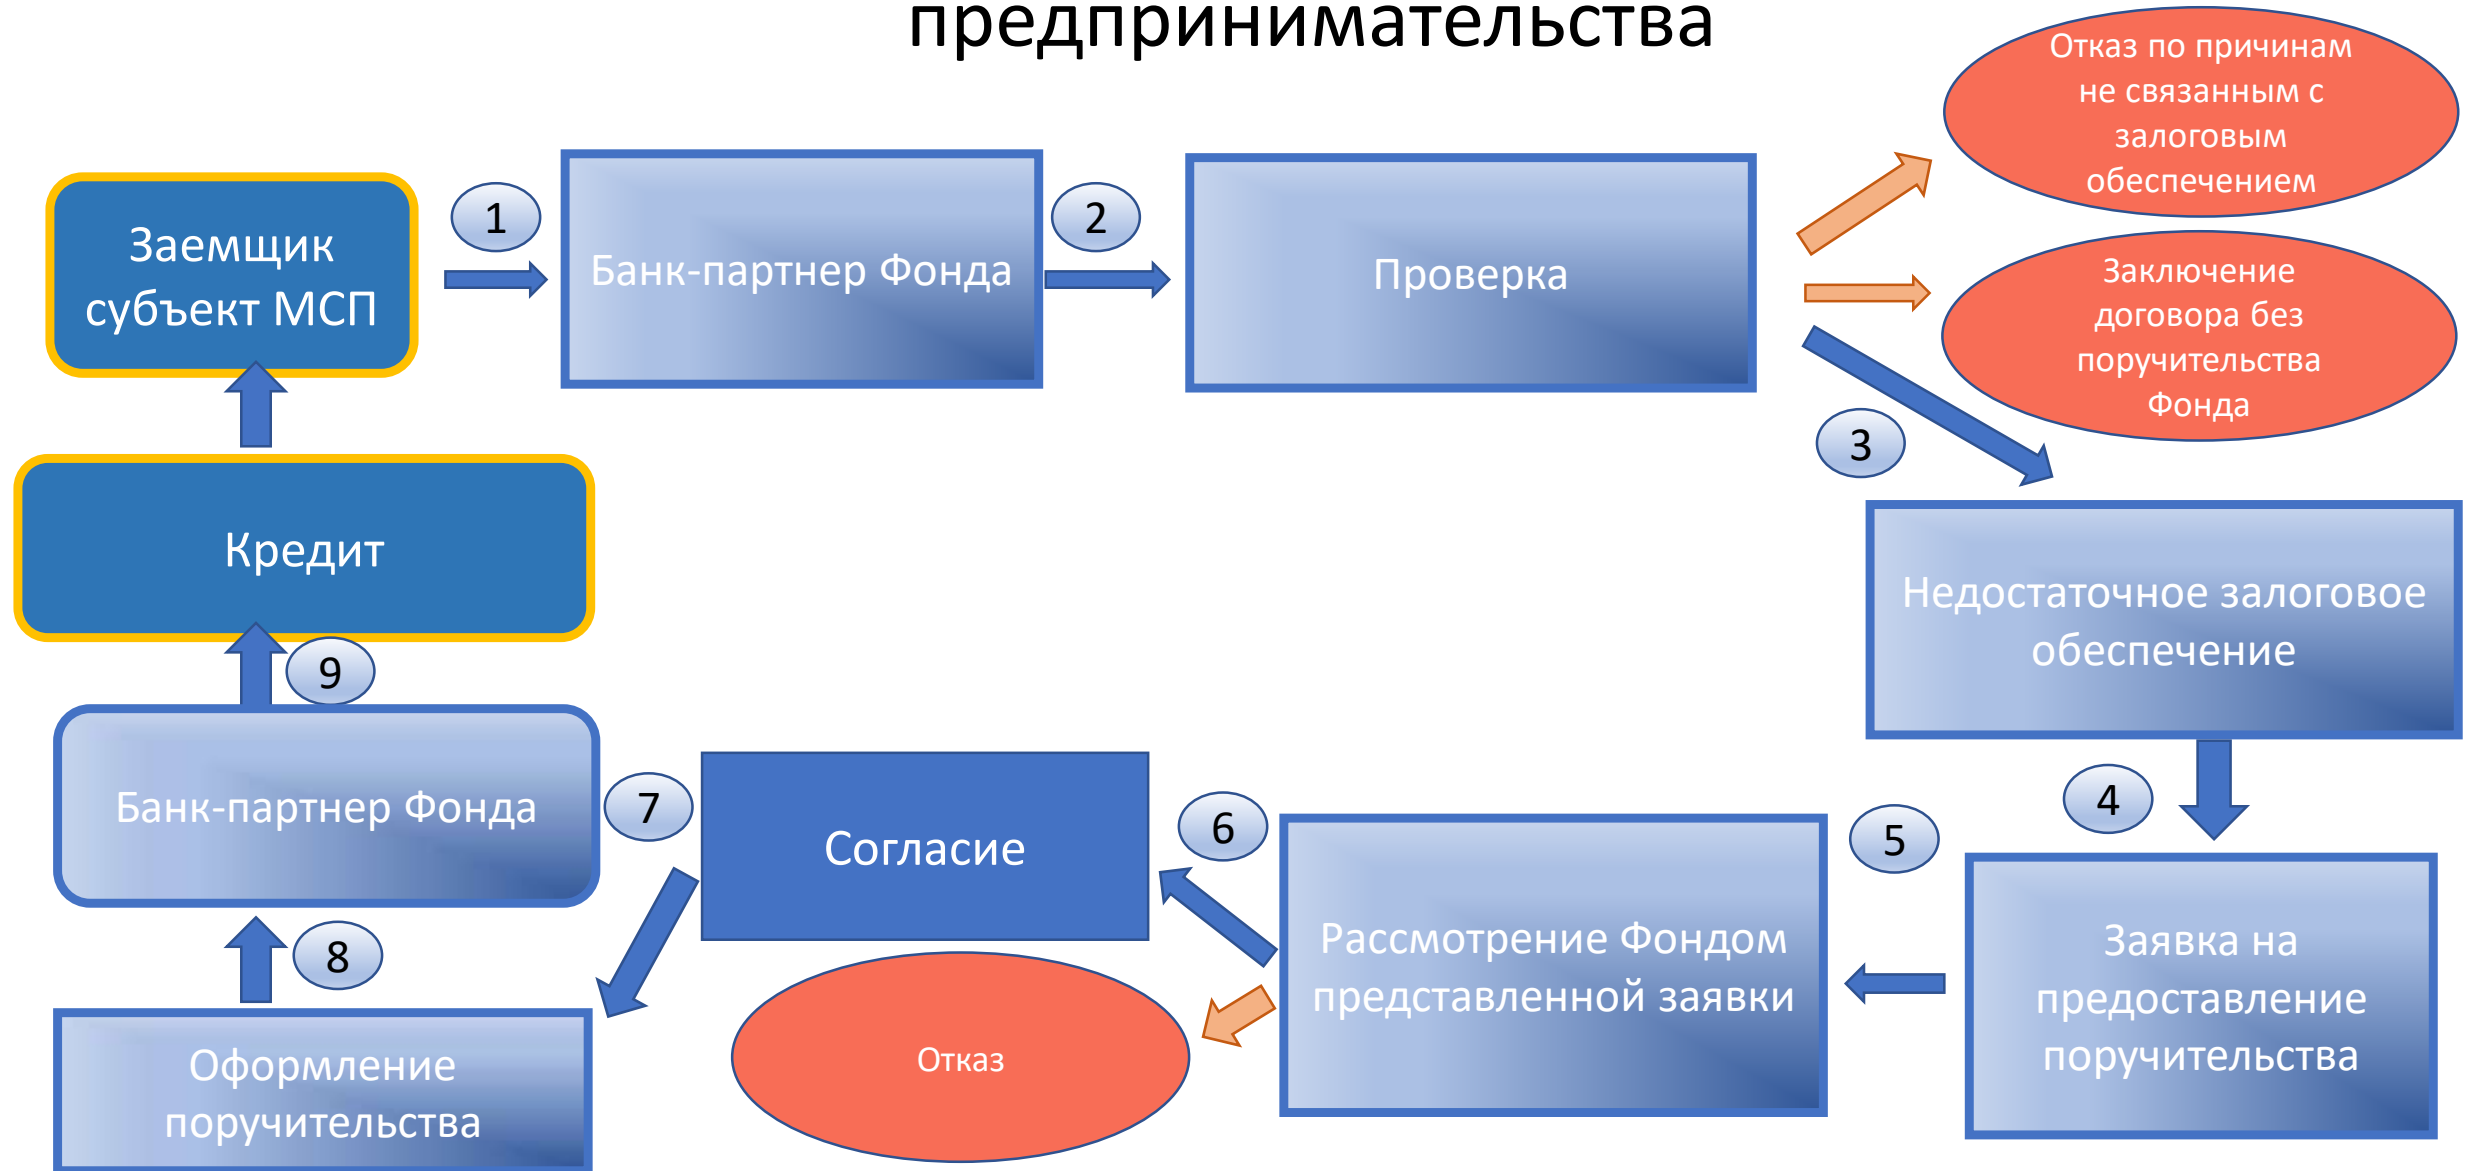 предпринимательства
Отказ по причинам
не связанным с
залоговым
обеспечением
Заемщик
субъект МСП
1
Банк-партнер Фонда
2
Проверка
Заключение
договора без
поручительства
Фонда
3
Кредит
Недостаточное залоговое
обеспечение
9
Банк-партнер Фонда
7
Согласие
6
5
4
Рассмотрение Фондом
представленной заявки
Заявка на
предоставление
поручительства
8
Отказ
Оформление
поручительства